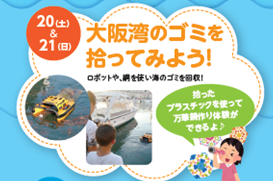 20(土)
&
21(日)
大阪湾のゴミを
拾ってみよう!
ロボットや、網を使い海のゴミを回収!
拾った
プラスチックを使って
万華鏡作り体験が
できるよ♪